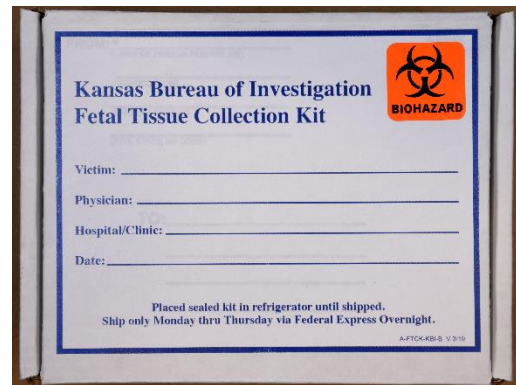 Kansas Bureau of Investigation
Fetal Tissue Collection Kit
BIOHAZARD
Victim:
Physician:
TO:
Hospital/Clinic:
Date:
Placed sealed kit in refrigerator until shipped.
Ship only Monday thru Thursday via Federal Express Overnight.
A-FTCK-KBI-S V.3/19